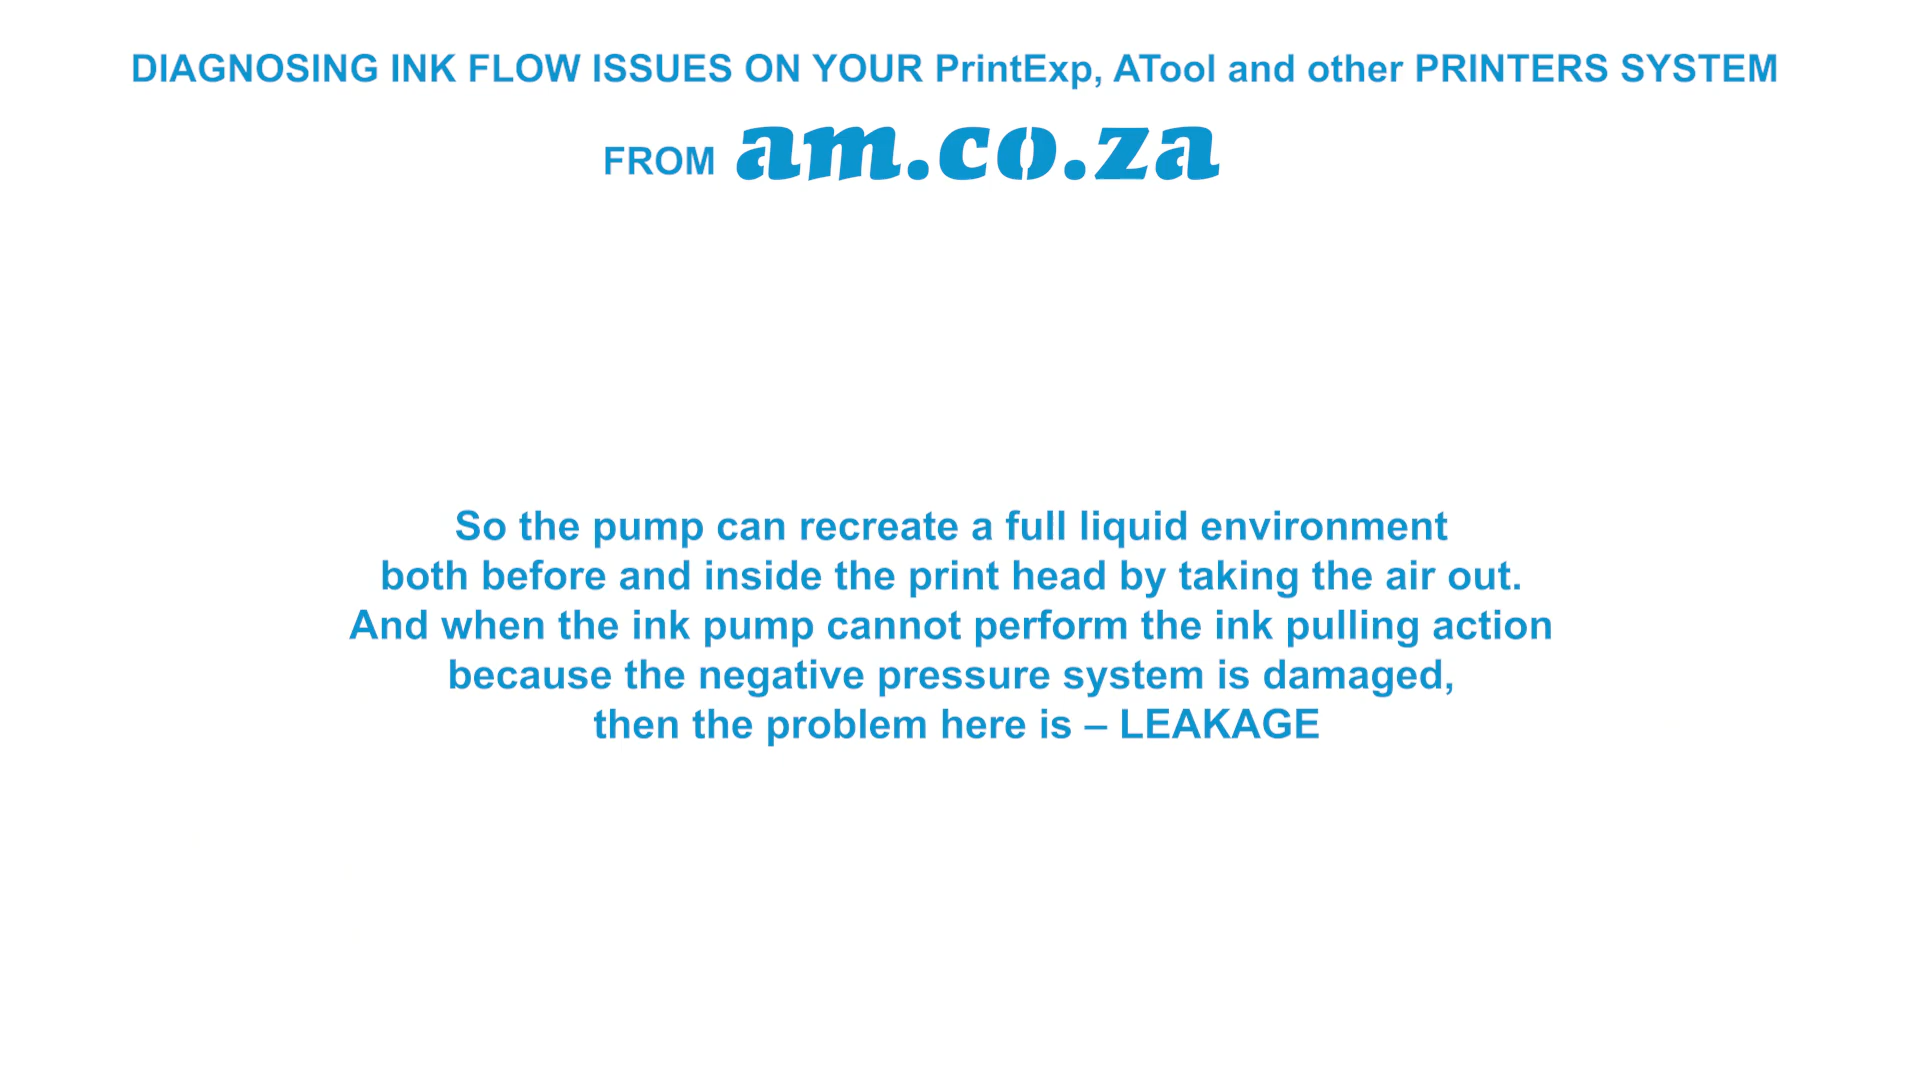 DIAGNOSING INK FLOW ISSUES ON YOUR PrintExp, ATool and other PRINTERS SYSTEM
FROM am.co.za
So the pump can recreate a full liquid environment
both before and inside the print head by taking the air out.
And when the ink pump cannot perform the ink pulling action
because the negative pressure system is damaged,
then the problem here is – LEAKAGE